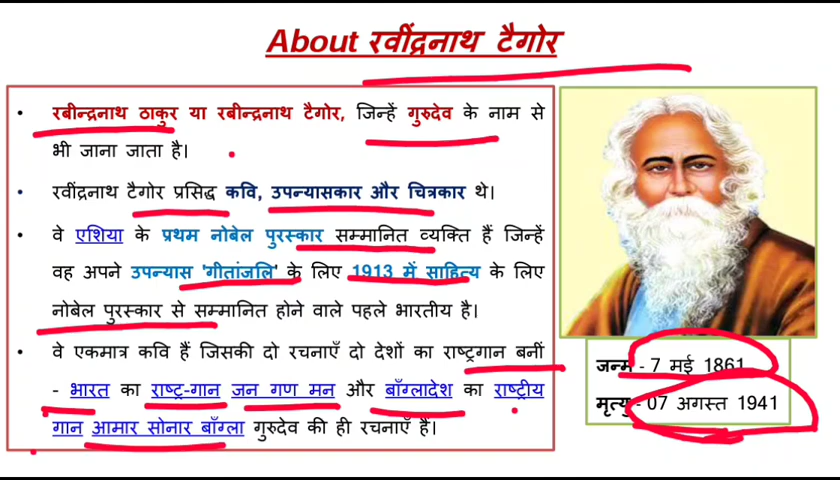 About रवींद्रनाथ टैगोर
• रबीन्द्रनाथ ठाकुर या रबीन्द्रनाथ टैगोर, जिन्हें गुरुदेव के नाम से
भी जाना जाता है।
• रवींद्रनाथ टैगोर प्रसिद्ध कवि, उपन्यासकार और चित्रकार थे।
• वे एशिया के प्रथम नोबेल पुरस्कार सम्मानित व्यक्ति हैं जिन्हें
वह अपने उपन्यास 'गीतांजलि' के लिए 1913 में साहित्य के लिए
नोबेल पुरस्कार से सम्मानित होने वाले पहले भारतीय है।
• वे एकमात्र कवि हैं जिसकी दो रचनाएँ दो देशों का राष्ट्रगान बनीं
- भारत का राष्ट्र-गान जन गण मन और बाँग्लादेश का राष्ट्रीय
गान आमार सोनार बाँग्ला गुरुदेव की ही रचनाएँ हैं।
जन्म - 7 मई 1861
मृत्यु - 07 अगस्त 1941